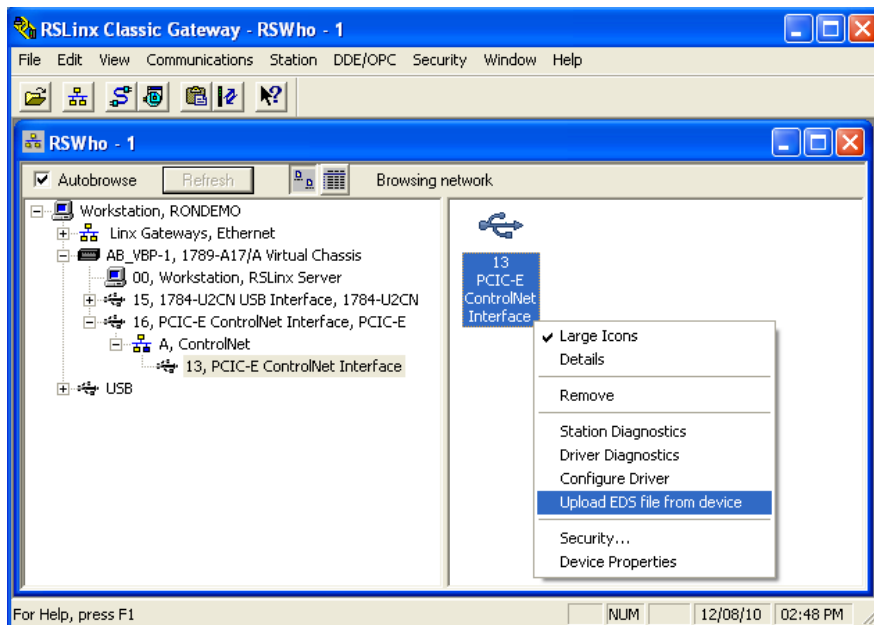 RSLinx Classic Gateway - RSWho - 1
File Edit View Communications Station DDE/OPC Security Window Help
RSWho - 1
Autobrowse Refresh Browsing network
Workstation, RONDEMO
Linx Gateways, Ethernet
AB_VBP-1, 1789-A17/A Virtual Chassis
00, Workstation, RSLinx Server
15, 1784-U2CN USB Interface, 1784-U2CN
16, PCIC-E ControlNet Interface, PCIC-E
A, ControlNet
13, PCIC-E ControlNet Interface
USB
13
PCIC-E
ControlNet
Interface
Large Icons
Details
Remove
Station Diagnostics
Driver Diagnostics
Configure Driver
Upload EDS file from device
Security...
Device Properties
For Help, press F1 NUM 12/08/10 02:48 PM